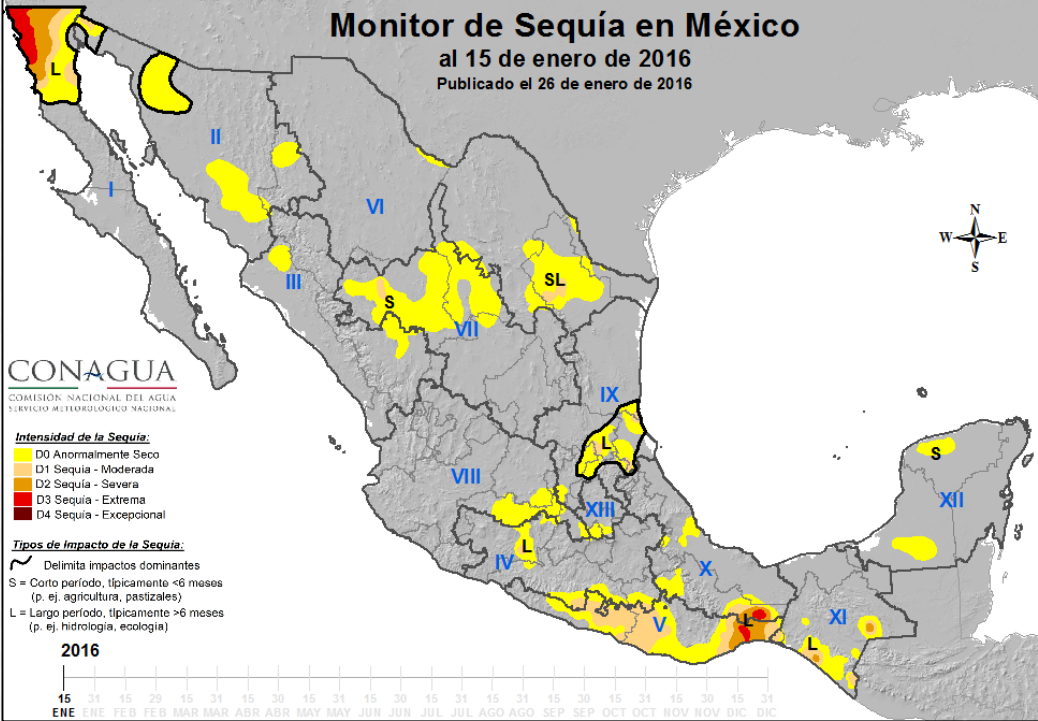 Monitor de Sequía en México
al 15 de enero de 2016
Publicado el 26 de enero de 2016
L
II
I
VI
III
S
VII
SL
N
W E
S
CONAGUA
COMISIÓN NACIONAL DEL AGUA
SERVICIO METEOROLÓGICO NACIONAL
IX
L
VIII
XIII
L
IV
X
V
L
XI
L
S
XII
Intensidad de la Sequía:
D0 Anormalmente Seco
D1 Sequía - Moderada
D2 Sequía - Severa
D3 Sequía - Extrema
D4 Sequía - Excepcional
Tipos de Impacto de la Sequía:
Delimita impactos dominantes
S = Corto período, típicamente <6 meses
(p. ej. agricultura, pastizales)
L = Largo período, típicamente >6 meses
(p. ej. hidrología, ecología)
2016
15 31 15 29 15 31 15 30 15 31 15 30 15 31 15 31 15 30 15 31 15 30 15 31
ENE ENE FEB FEB MAR MAR ABR ABR MAY MAY JUN JUN JUL JUL AGO AGO SEP SEP OCT OCT NOV NOV DIC DIC